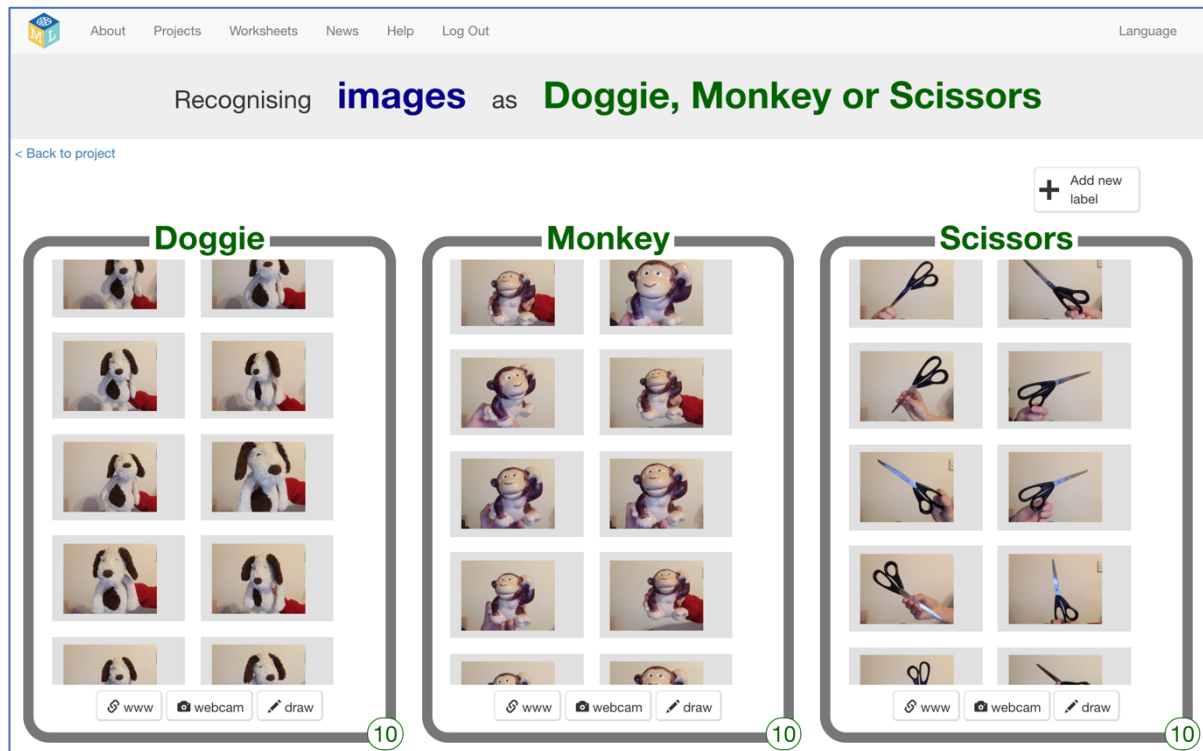 About Projects Worksheets News Help Log Out Language
Recognising images as Doggie, Monkey or Scissors
< Back to project
Add new
label
Doggie
Monkey
Scissors
www webcam draw
10
www webcam draw
10
www webcam draw
10